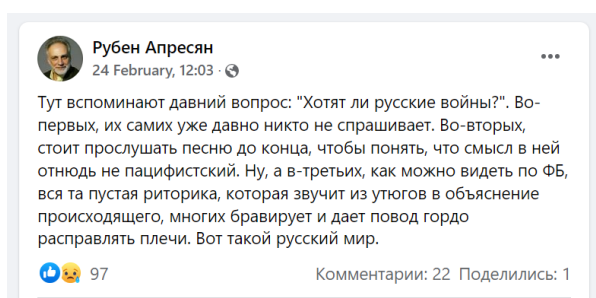 Рубен Апресян
24 February, 12:03 ·
Тут вспоминают давний вопрос: "Хотят ли русские войны?". Во-
первых, их самих уже давно никто не спрашивает. Во-вторых,
стоит прослушать песню до конца, чтобы понять, что смысл в ней
отнюдь не пацифистский. Ну, а в-третьих, как можно видеть по ФБ,
вся та пустая риторика, которая звучит из утюгов в объяснение
происходящего, многих бравирует и дает повод гордо
расправлять плечи. Вот такой русский мир.
97 Комментарии: 22 Поделились: 1